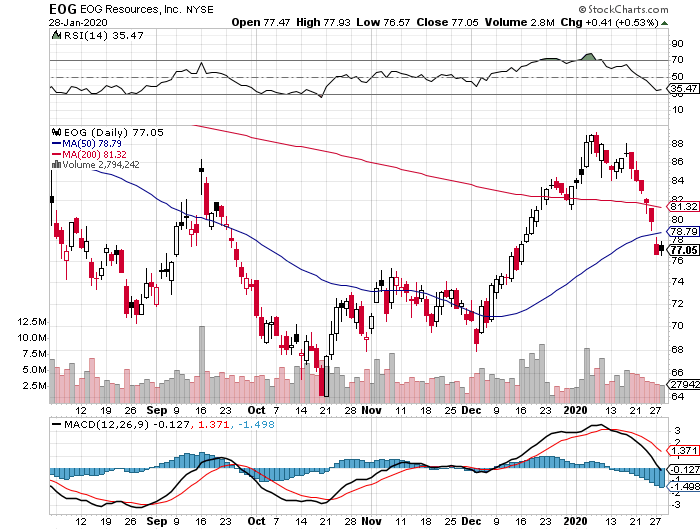 EOG EOG Resources, Inc. NYSE © StockCharts.com
28-Jan-2020 Open 77.47 High 77.93 Low 76.57 Close 77.05 Volume 2.8M Chg +0.41 (+0.53%)
RSI(14) 35.47
90
70
50
35.47
30
10
EOG (Daily) 77.05
MA(50) 78.79
MA(200) 81.32
Volume 2,794,242
88
86
84
82
81.32
80
78.79
78
77.05
76
74
72
70
68
66
64
12.5M
10.0M
7.5M
5.0M
2.5M
27942
12 19 26 Sep 9 16 23 Oct 7 14 21 28 Nov 11 18 25 Dec 9 16 23 2020 13 21 27
MACD(12,26,9) -0.127, 1.371, -1.498
3
2
1.371
-0.127
-1.498
-2
-3
12 19 26 Sep 9 16 23 Oct 7 14 21 28 Nov 11 18 25 Dec 9 16 23 2020 13 21 27